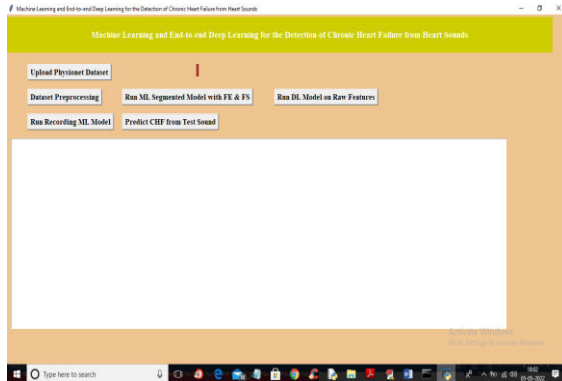 Machine Learning and End-to-end Deep Learning for the Detection of Chronic Heart Failure from Heart Sounds
Machine Learning and End-to-end Deep Learning for the Detection of Chronic Heart Failure from Heart Sounds
Upload Physionet Dataset
Dataset Preprocessing
Run ML Segmented Model with FE & FS
Run DL Model on Raw Features
Run Recording ML Model
Predict CHF from Test Sound
Activate Windows
Go to Settings to activate Windows.
Type here to search
05-05-2022